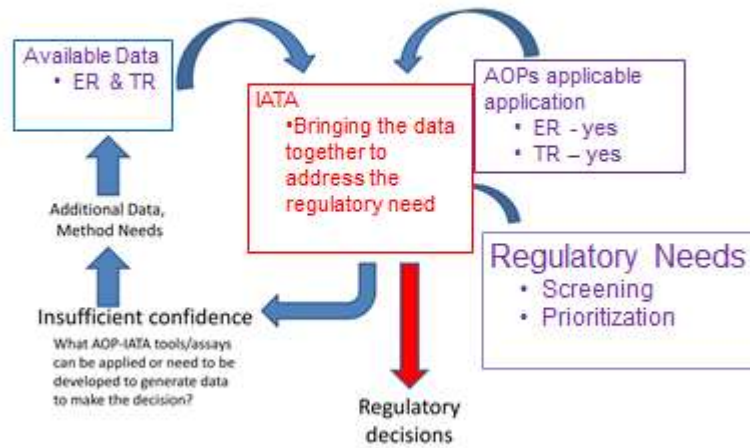 Available Data
• ER & TR
IATA
•Bringing the data
together to
address the
regulatory need
AOPs applicable
application
• ER - yes
• TR – yes
Additional Data,
Method Needs
Regulatory Needs
• Screening
• Prioritization
Insufficient confidence
What AOP-IATA tools/assays
can be applied or need to be
developed to generate data
to make the decision?
Regulatory
decisions